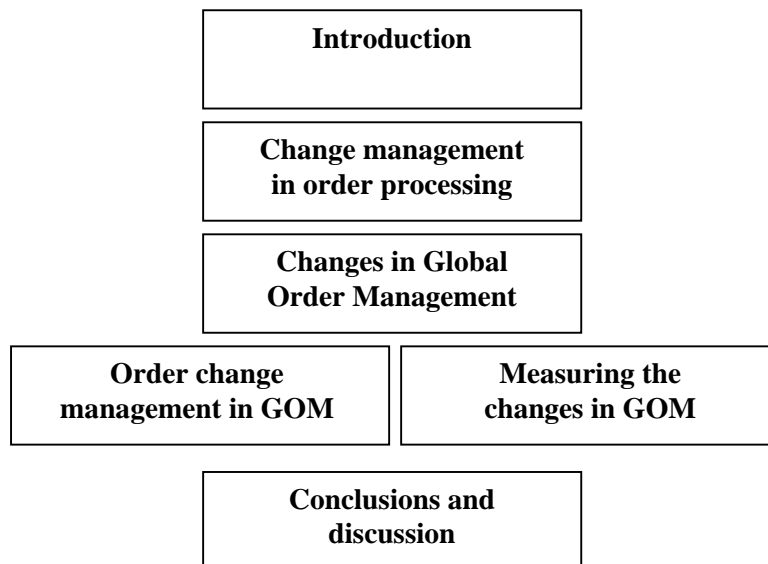 Introduction
Change management
in order processing
Changes in Global
Order Management
Order change
management in GOM
Measuring the
changes in GOM
Conclusions and
discussion